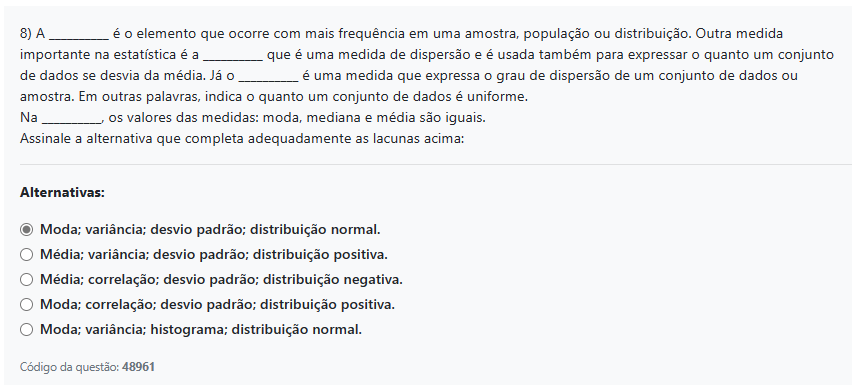 8) A __________ é o elemento que ocorre com mais frequência em uma amostra, população ou distribuição. Outra medida
importante na estatística é a __________ que é uma medida de dispersão e é usada também para expressar o quanto um conjunto
de dados se desvia da média. Já o __________ é uma medida que expressa o grau de dispersão de um conjunto de dados ou
amostra. Em outras palavras, indica o quanto um conjunto de dados é uniforme.
Na __________, os valores das medidas: moda, mediana e média são iguais.
Assinale a alternativa que completa adequadamente as lacunas acima:
Alternativas:
Moda; variância; desvio padrão; distribuição normal.
Média; variância; desvio padrão; distribuição positiva.
Média; correlação; desvio padrão; distribuição negativa.
Moda; correlação; desvio padrão; distribuição positiva.
Moda; variância; histograma; distribuição normal.
Código da questão: 48961